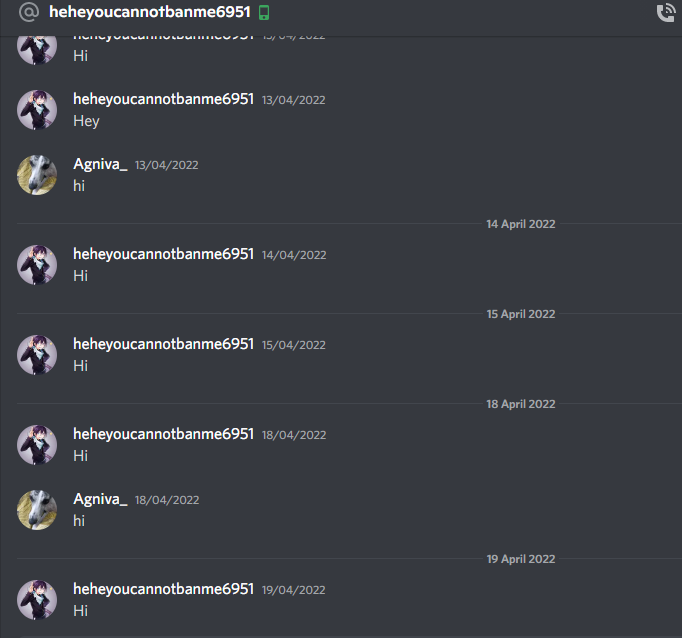 @ heheyoucannotbanme6951
heheyoucannotbanme6951 13/04/2022
Hi
heheyoucannotbanme6951 13/04/2022
Hey
Agniva_ 13/04/2022
hi
14 April 2022
heheyoucannotbanme6951 14/04/2022
Hi
15 April 2022
heheyoucannotbanme6951 15/04/2022
Hi
18 April 2022
heheyoucannotbanme6951 18/04/2022
Hi
Agniva_ 18/04/2022
hi
19 April 2022
heheyoucannotbanme6951 19/04/2022
Hi